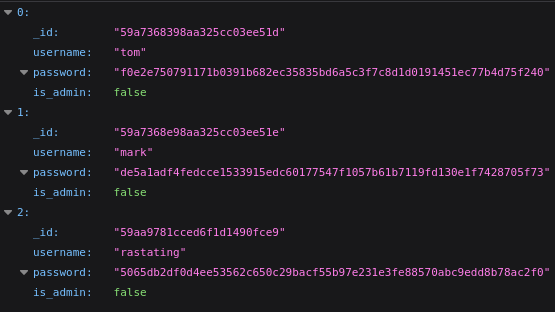 0:
_id: "59a7368398aa325cc03ee51d"
username: "tom"
password: "f0e2e750791171b0391b682ec35835bd6a5c3f7c8d1d0191451ec77b4d75f240"
is_admin: false
1:
_id: "59a7368e98aa325cc03ee51e"
username: "mark"
password: "de5a1adf4fedcce1533915edc60177547f1057b61b7119fd130e1f7428705f73"
is_admin: false
2:
_id: "59aa9781cced6f1d1490fce9"
username: "rastating"
password: "5065db2df0d4ee53562c650c29bacf55b97e231e3fe88570abc9edd8b78ac2f0"
is_admin: false